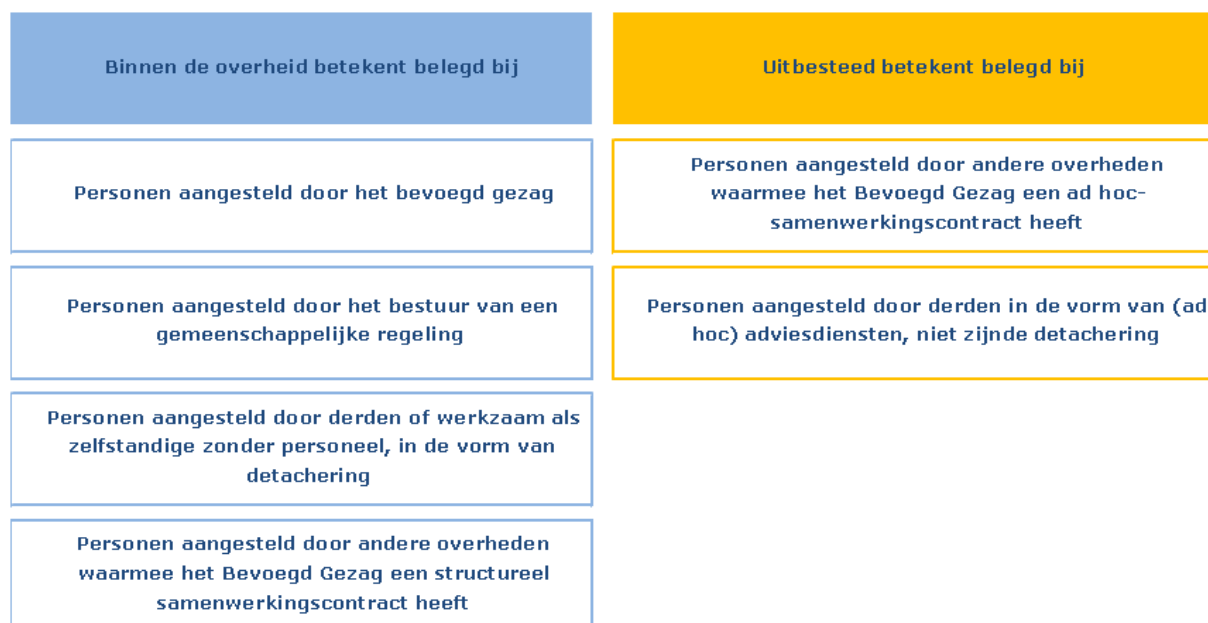 Binnen de overheid betekent belegd bij
Personen aangesteld door het bevoegd gezag
Personen aangesteld door het bestuur van een
gemeenschappelijke regeling
Personen aangesteld door derden of werkzaam als
zelfstandige zonder personeel, in de vorm van
detachering
Personen aangesteld door andere overheden
waarmee het Bevoegd Gezag een structureel
samenwerkingscontract heeft
Uitbesteed betekent belegd bij
Personen aangesteld door andere overheden
waarmee het Bevoegd Gezag een ad hoc-
samenwerkingscontract heeft
Personen aangesteld door derden in de vorm van (ad
hoc) adviesdiensten, niet zijnde detachering